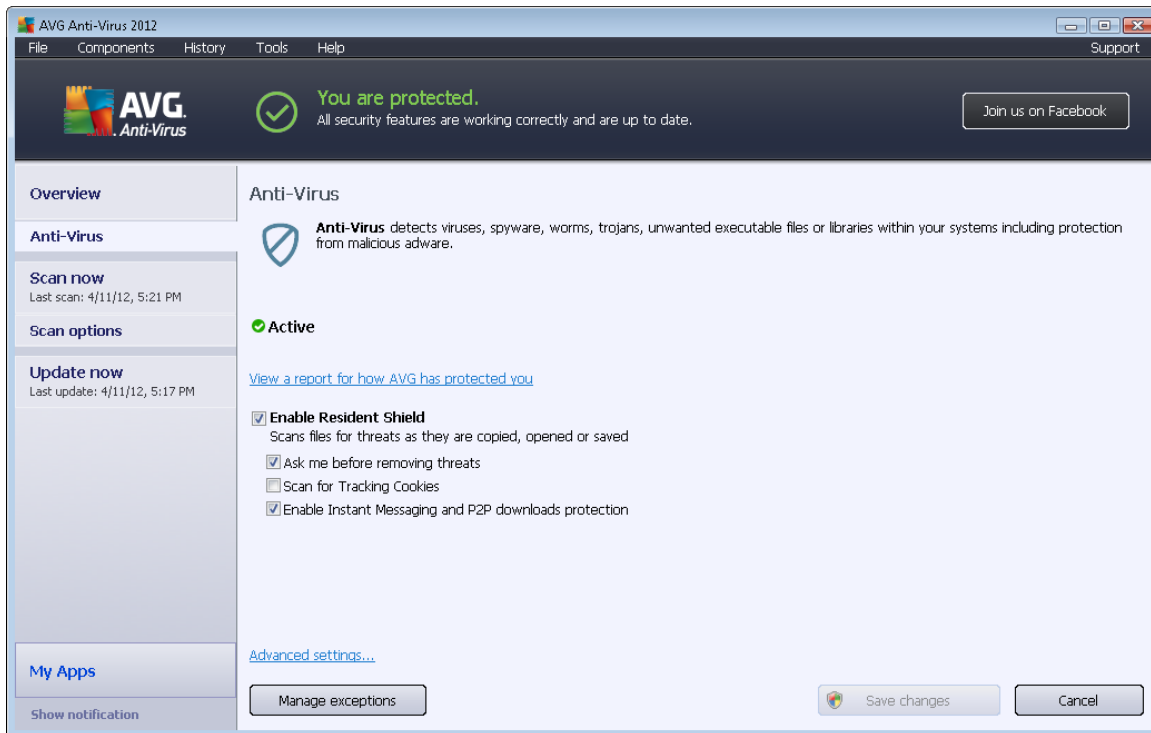 AVG Anti-Virus 2012
File Components History Tools Help Support
AVG.
Anti-Virus
You are protected.
All security features are working correctly and are up to date.
Join us on Facebook
Overview
Anti-Virus
Scan now
Last scan: 4/11/12, 5:21 PM
Scan options
Update now
Last update: 4/11/12, 5:17 PM
My Apps
Show notification
Anti-Virus
Anti-Virus detects viruses, spyware, worms, trojans, unwanted executable files or libraries within your systems including protection
from malicious adware.
Active
View a report for how AVG has protected you
Enable Resident Shield
Scans files for threats as they are copied, opened or saved
Ask me before removing threats
Scan for Tracking Cookies
Enable Instant Messaging and P2P downloads protection
Advanced settings...
Manage exceptions
Save changes
Cancel